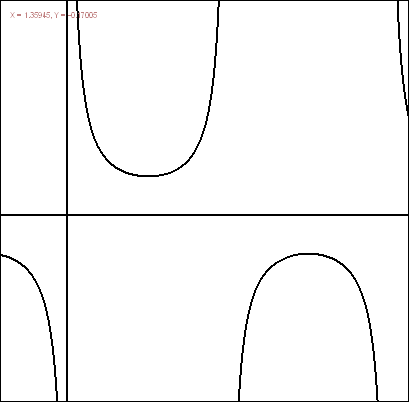 X = 1.35945, Y = -0.17005